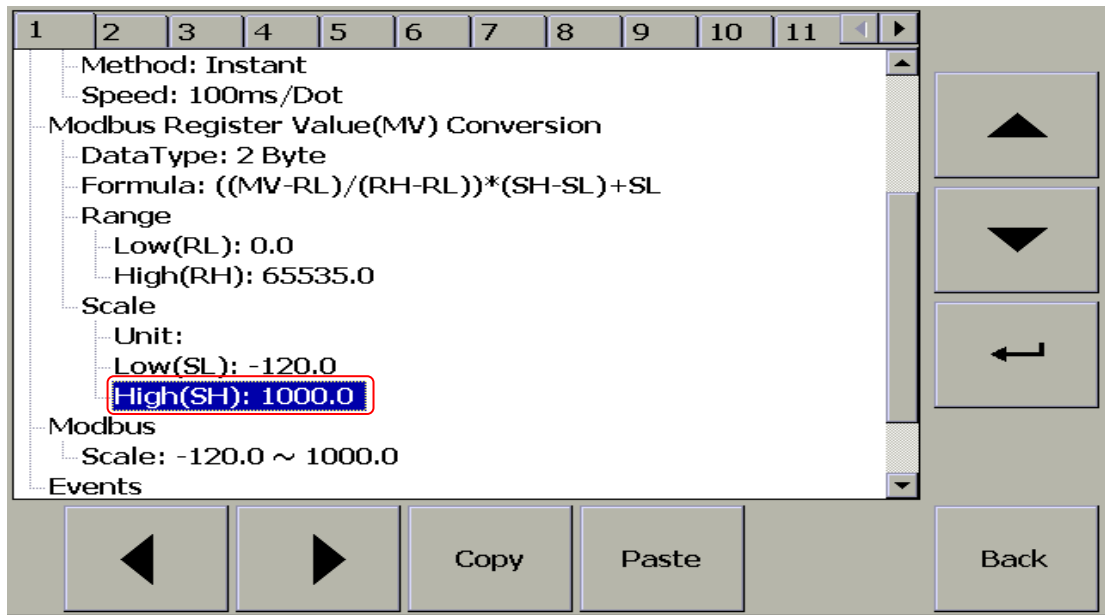 1 2 3 4 5 6 7 8 9 10 11
Method: Instant
Speed: 100ms/Dot
Modbus Register Value(MV) Conversion
DataType: 2 Byte
Formula: ((MV-RL)/(RH-RL))*(SH-SL)+SL
Range
Low(RL): 0.0
High(RH): 65535.0
Scale
Unit:
Low(SL): -120.0
High(SH): 1000.0
Modbus
Scale: -120.0 ~ 1000.0
Events
Copy Paste Back